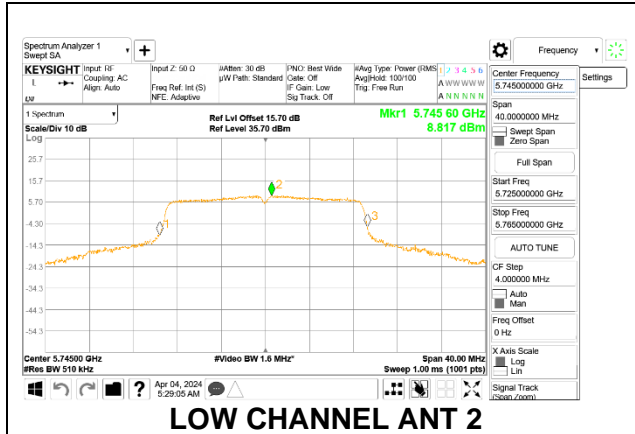 Spectrum Analyzer 1
Swept SA
Frequency
KEYSIGHT
Input: RF
Coupling: AC
Align: Auto
Input Z: 50 Ω
Freq Ref: Int (S)
NFE: Adaptive
#Atten: 30 dB
µW Path: Standard
PNO: Best Wide
Gate: Off
IF Gain: Low
Sig Track: Off
#Avg Type: Power (RMS
Avg|Hold: 100/100
Trig: Free Run
1 2 3 4 5 6
A W W W W W
A N N N N N
Center Frequency
5.745000000 GHz
Settings
Span
40.0000000 MHz
Swept Span
Zero Span
Full Span
Start Freq
5.725000000 GHz
Stop Freq
5.765000000 GHz
AUTO TUNE
CF Step
4.000000 MHz
Auto
Man
Freq Offset
0 Hz
X Axis Scale
Log
Lin
Signal Track
(Span Zoom)
1 Spectrum
Scale/Div 10 dB
Ref Lvl Offset 15.70 dB
Ref Level 35.70 dBm
Mkr1 5.745 60 GHz
8.817 dBm
Log
25.7
15.7
5.70
-4.30
-14.3
-24.3
-34.3
-44.3
-54.3
1
2
3
Center 5.74500 GHz
#Res BW 510 kHz
#Video BW 1.6 MHz*
Span 40.00 MHz
Sweep 1.00 ms (1001 pts)
?
Apr 04, 2024
5:29:05 AM
LOW CHANNEL ANT 2